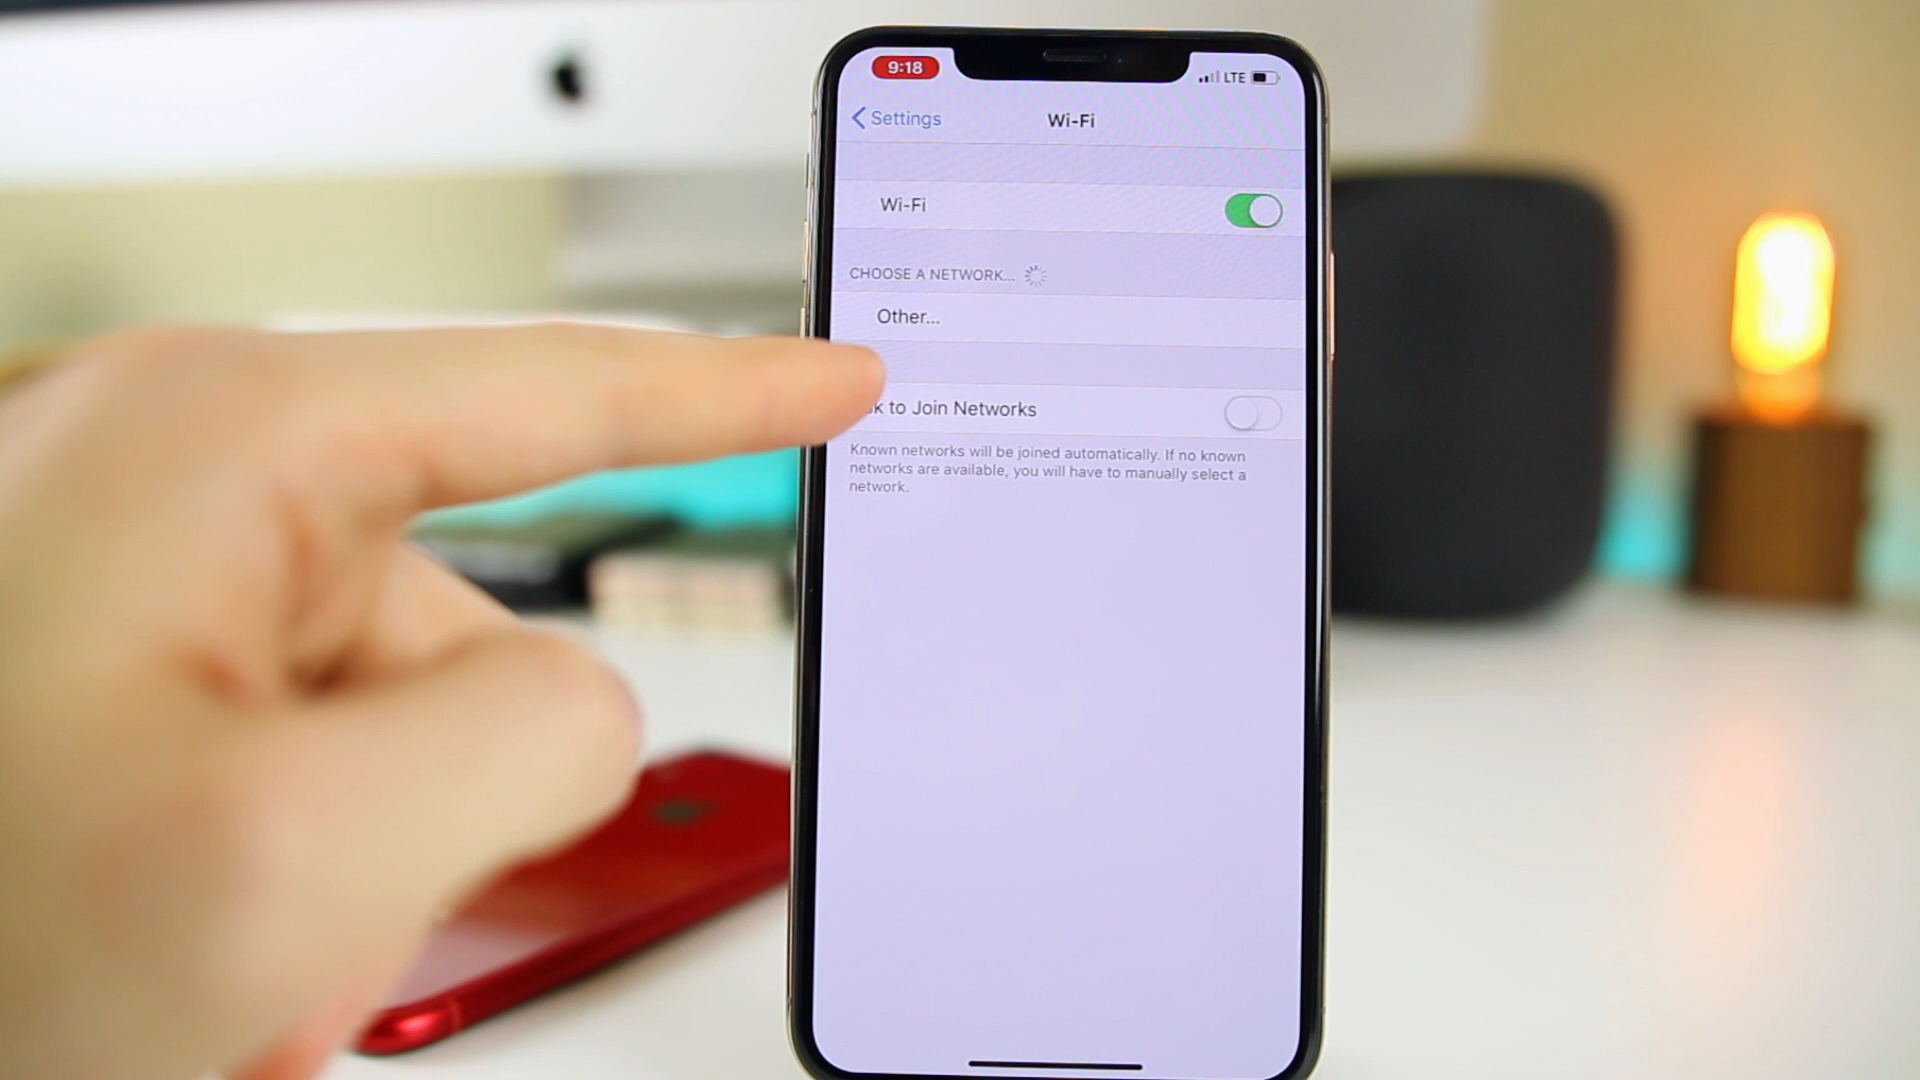 9:18
LTE
Settings
Wi-Fi
Wi-Fi
CHOOSE A NETWORK...
Other...
k to Join Networks
Known networks will be joined automatically. If no known
networks are available, you will have to manually select a
network.